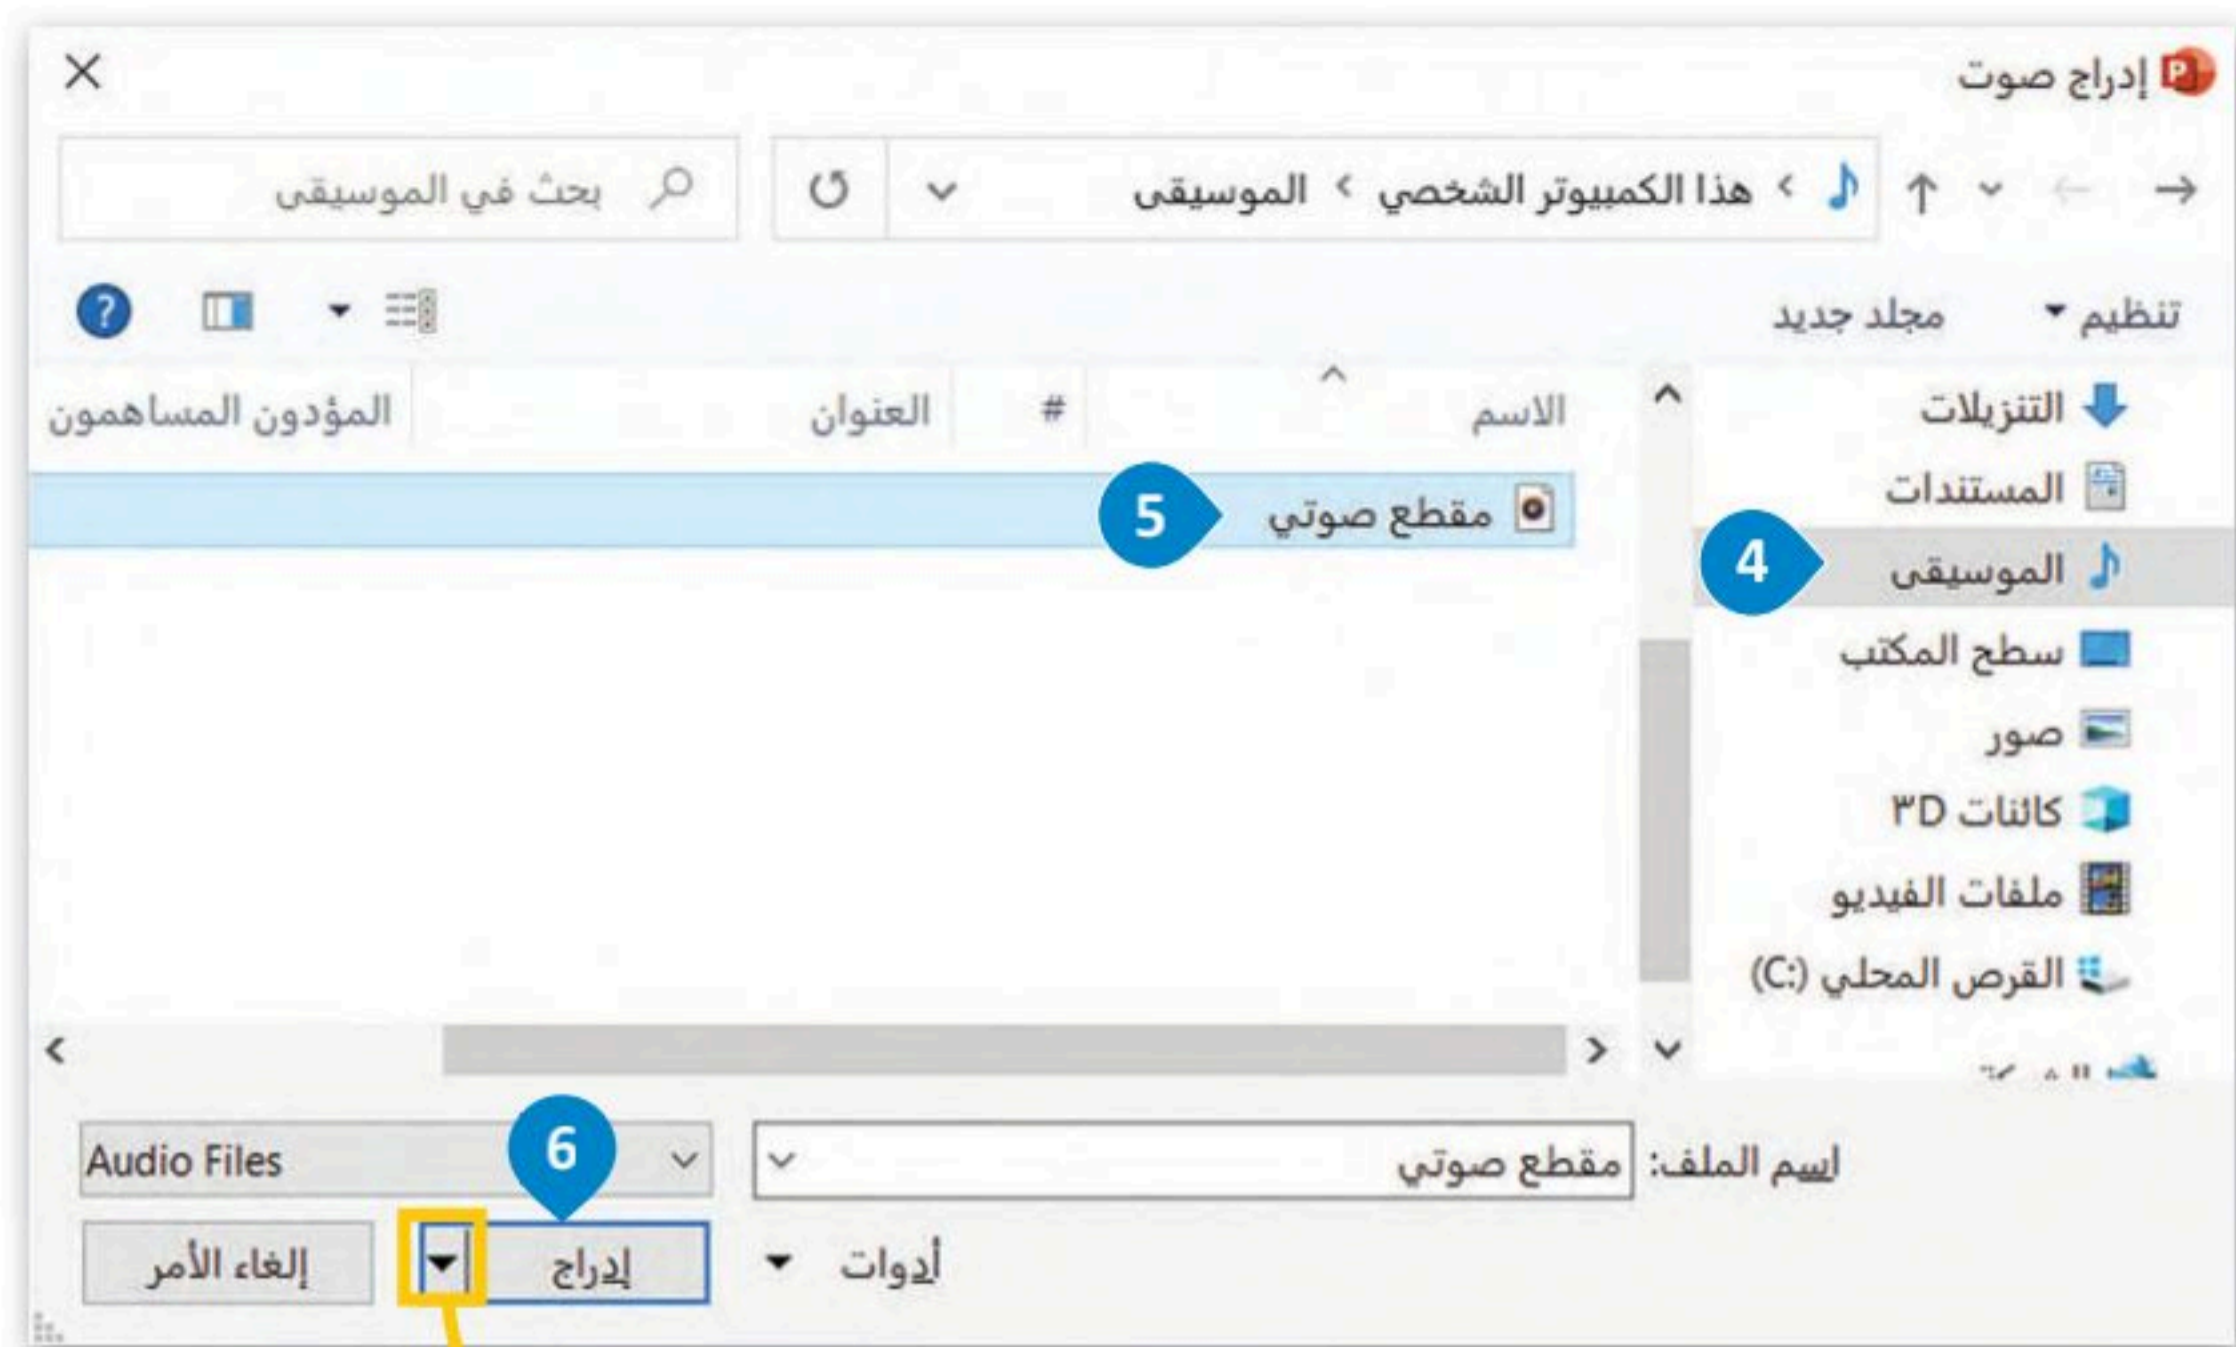 إدراج صوت
هذا الكمبيوتر الشخصي > الموسيقى
بحث في الموسيقى
تنظيم
مجلد جديد
التنزيلات
المستندات
الموسيقى
4
سطح المكتب
صور
كائنات ٣D
ملفات الفيديو
القرص المحلي (C:)
الاسم
#
العنوان
المؤدون المساهمون
مقطع صوتي
5
اسم الملف: مقطع صوتي
Audio Files
6
أدوات
إدراج
إلغاء الأمر